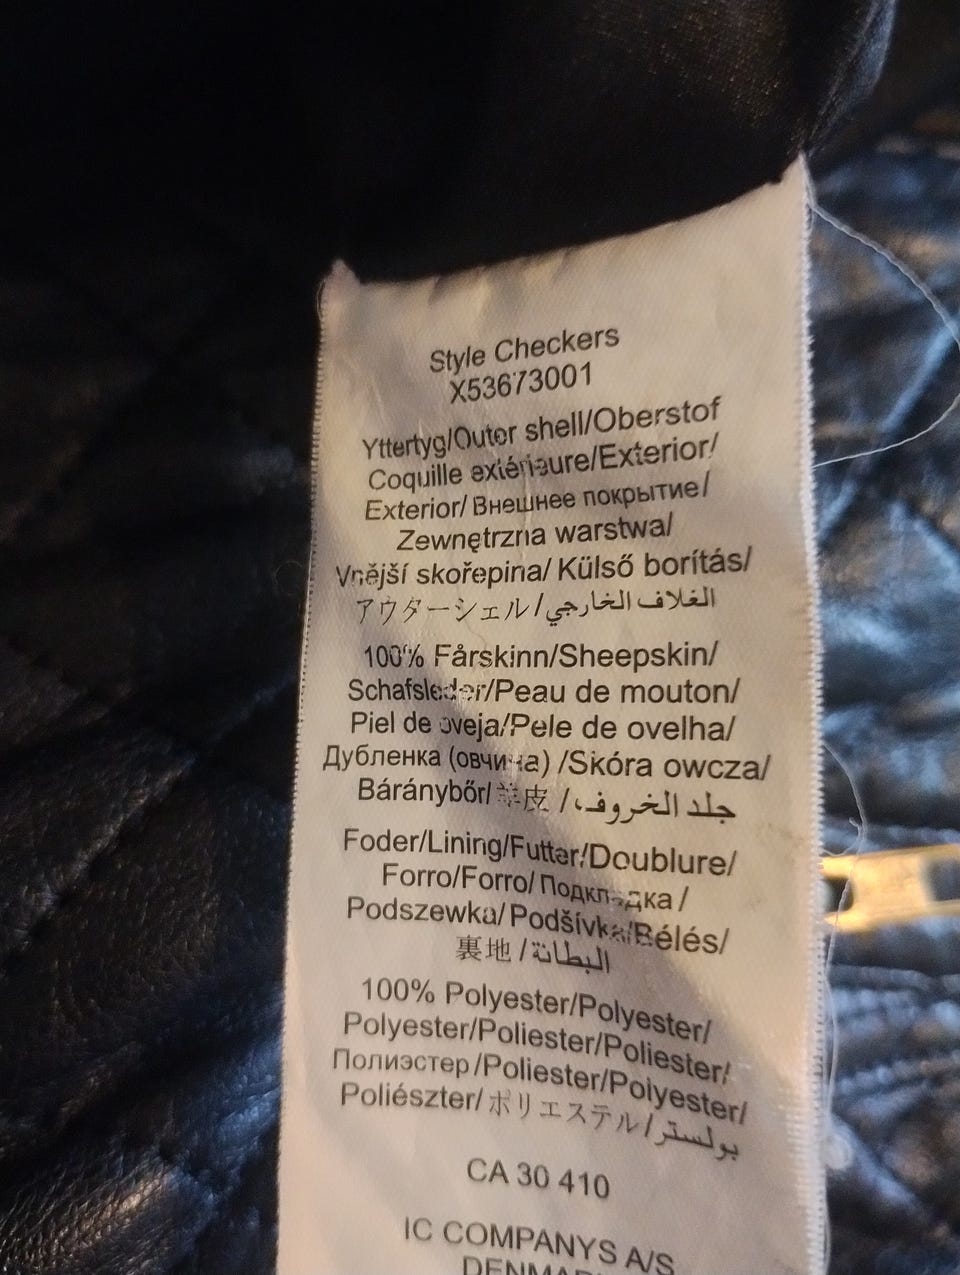 Style Checkers
X53673001
Yttertyg/Outer shell/Oberstof
Coquille extérieure/Exterior/
Exterior/ Внешнее покрытие/
Zewnętrzna warstwa/
Vnější skořepina/ Külső borítás/
アウターシェル/الغلاف الخارجي
100% Fårskinn/Sheepskin/
Schafsleder/Peau de mouton/
Piel de oveja/Pele de ovelha/
Дубленка (овчина) /Skóra owcza/
Báránybőr/ 羊皮 /جلد الخروف
Foder/Lining/Futter/Doublure/
Forro/Forro/ Подкладка /
Podszewka/ Podšívka/Bélés/
裏地 /البطانة
100% Polyester/Polyester/
Polyester/Poliester/Poliester/
Полиэстер /Poliester/Polyester/
Poliészter/ ポリエステル/بولستر
CA 30 410
IC COMPANYS A/S